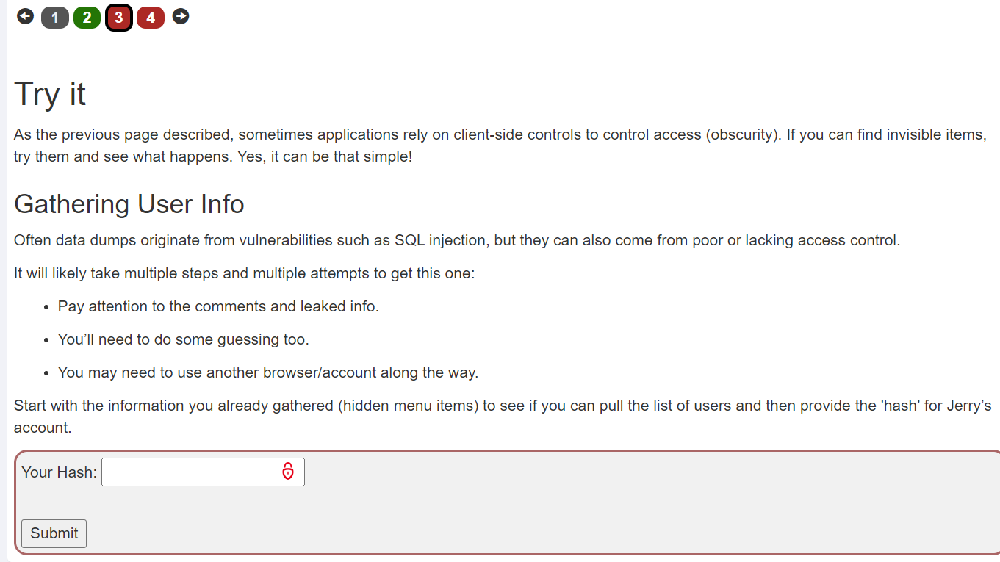 1 2 3 4
Try it
As the previous page described, sometimes applications rely on client-side controls to control access (obscurity). If you can find invisible items,
try them and see what happens. Yes, it can be that simple!
Gathering User Info
Often data dumps originate from vulnerabilities such as SQL injection, but they can also come from poor or lacking access control.
It will likely take multiple steps and multiple attempts to get this one:
• Pay attention to the comments and leaked info.
• You’ll need to do some guessing too.
• You may need to use another browser/account along the way.
Start with the information you already gathered (hidden menu items) to see if you can pull the list of users and then provide the 'hash' for Jerry’s
account.
Your Hash:
Submit